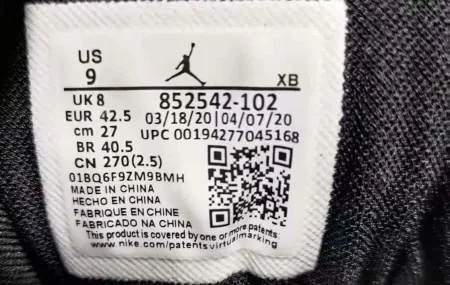 US
9
XB
UK 8
852542-102
EUR 42.5
03/18/20 04/07/20
cm 27
UPC 00194277045168
BR 40.5
CN 270(2.5)
01BQ6F9ZM9BMH
MADE IN CHINA
HECHO EN CHINA
FABRIQUE EN CHINE
FABRICADO NA CHINA
This product is covered by one or more patents
www.nike.com/patents virtual marking